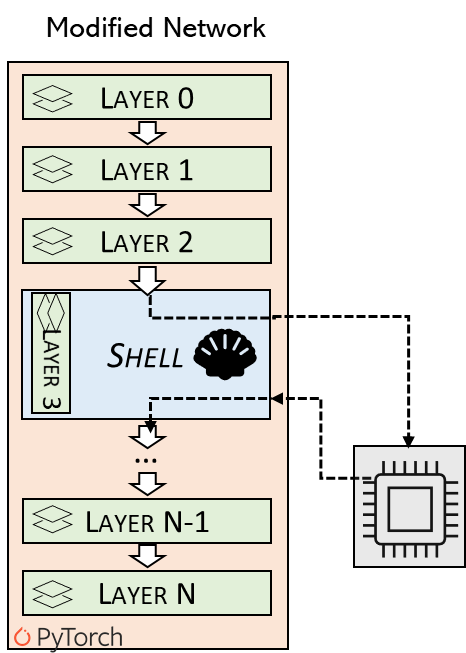 Modified Network
LAYER 0
LAYER 1
LAYER 2
LAYER 3
SHELL
...
LAYER N-1
LAYER N
PyTorch